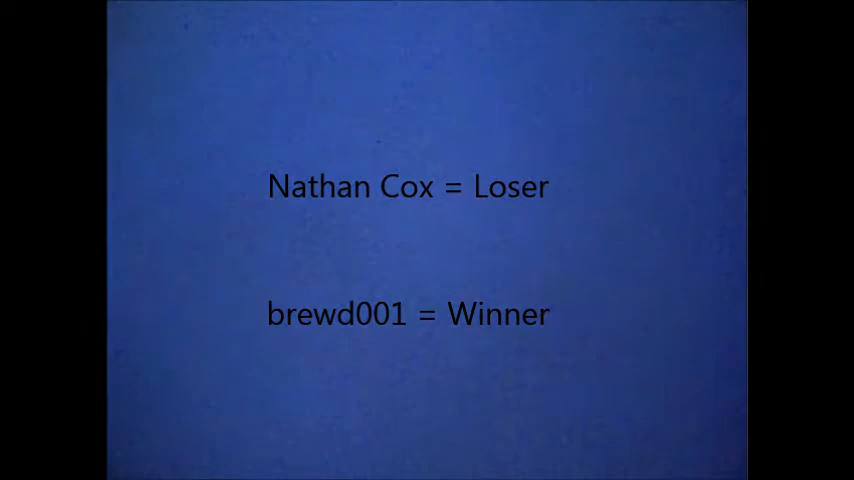 Nathan Cox = Loser
brewd001 = Winner